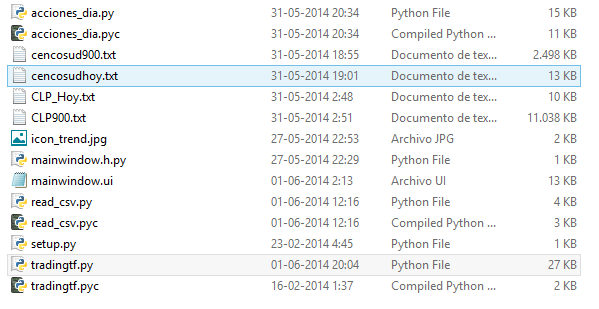 acciones_dia.py 31-05-2014 20:34 Python File 15 KB
acciones_dia.pyc 31-05-2014 20:34 Compiled Python ... 11 KB
cencosud900.txt 31-05-2014 18:55 Documento de tex... 2.498 KB
cencosudhoy.txt 31-05-2014 19:01 Documento de tex... 13 KB
CLP_Hoy.txt 31-05-2014 2:48 Documento de tex... 10 KB
CLP900.txt 31-05-2014 2:51 Documento de tex... 11.038 KB
icon_trend.jpg 27-05-2014 22:53 Archivo JPG 2 KB
mainwindow.h.py 27-05-2014 22:29 Python File 1 KB
mainwindow.ui 01-06-2014 2:13 Archivo UI 13 KB
read_csv.py 01-06-2014 12:16 Python File 4 KB
read_csv.pyc 01-06-2014 12:16 Compiled Python ... 3 KB
setup.py 23-02-2014 4:45 Python File 1 KB
tradingtf.py 01-06-2014 20:04 Python File 27 KB
tradingtf.pyc 16-02-2014 1:37 Compiled Python ... 2 KB